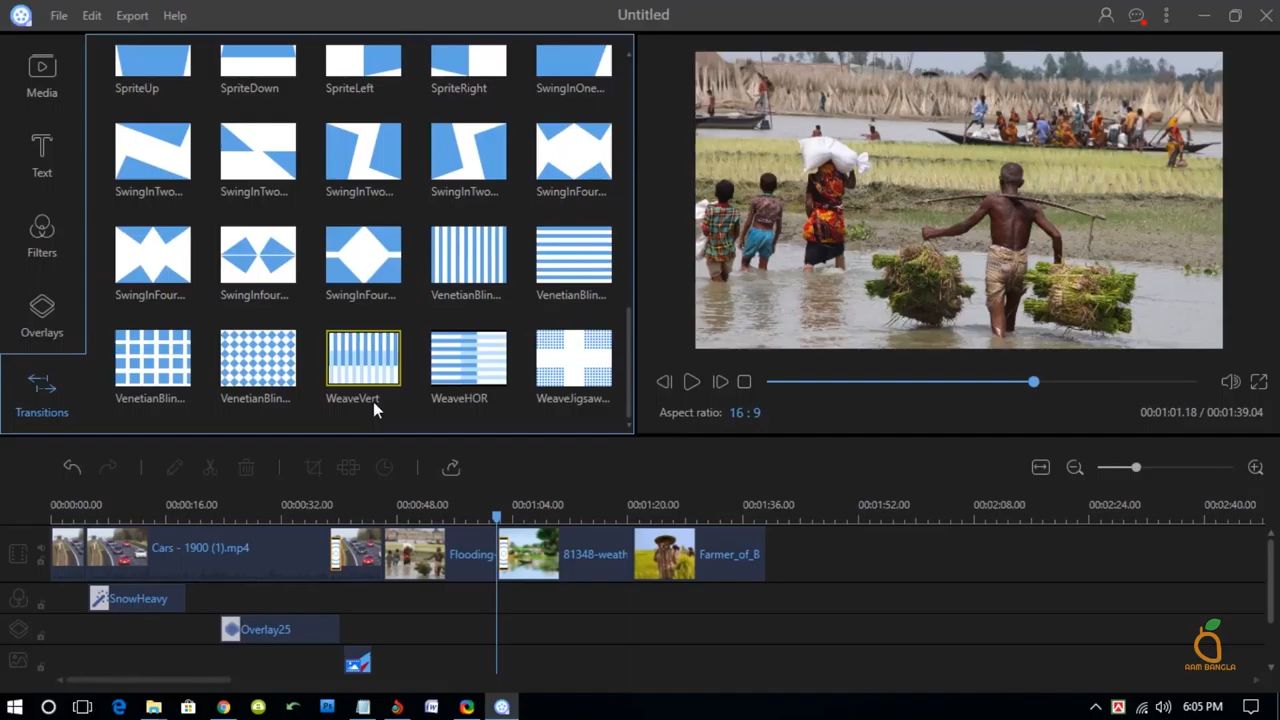 File Edit Export Help
Untitled
Media
Text
Filters
Overlays
Transitions
SpriteUp SpriteDown SpriteLeft SpriteRight SwingInOne...
SwingInTwo... SwingInTwo... SwingInTwo... SwingInTwo... SwingInFour...
SwingInFour... Swinginfour... SwingInFour... VenetianBlin... VenetianBlin...
VenetianBlin... VenetianBlin... WeaveVert WeaveHOR WeaveJigsaw...
Aspect ratio: 16 : 9
00:01:01.18 / 00:01:39.04
00:00:00.00 00:00:16.00 00:00:32.00 00:00:48.00 00:01:04.00 00:01:20.00 00:01:36.00 00:01:52.00 00:02:08.00 00:02:24.00 00:02:40.00
Cars - 1900 (1).mp4 Flooding- 81348-weath Farmer_of_B
SnowHeavy
Overlay25
AAM BANGLA
6:05 PM